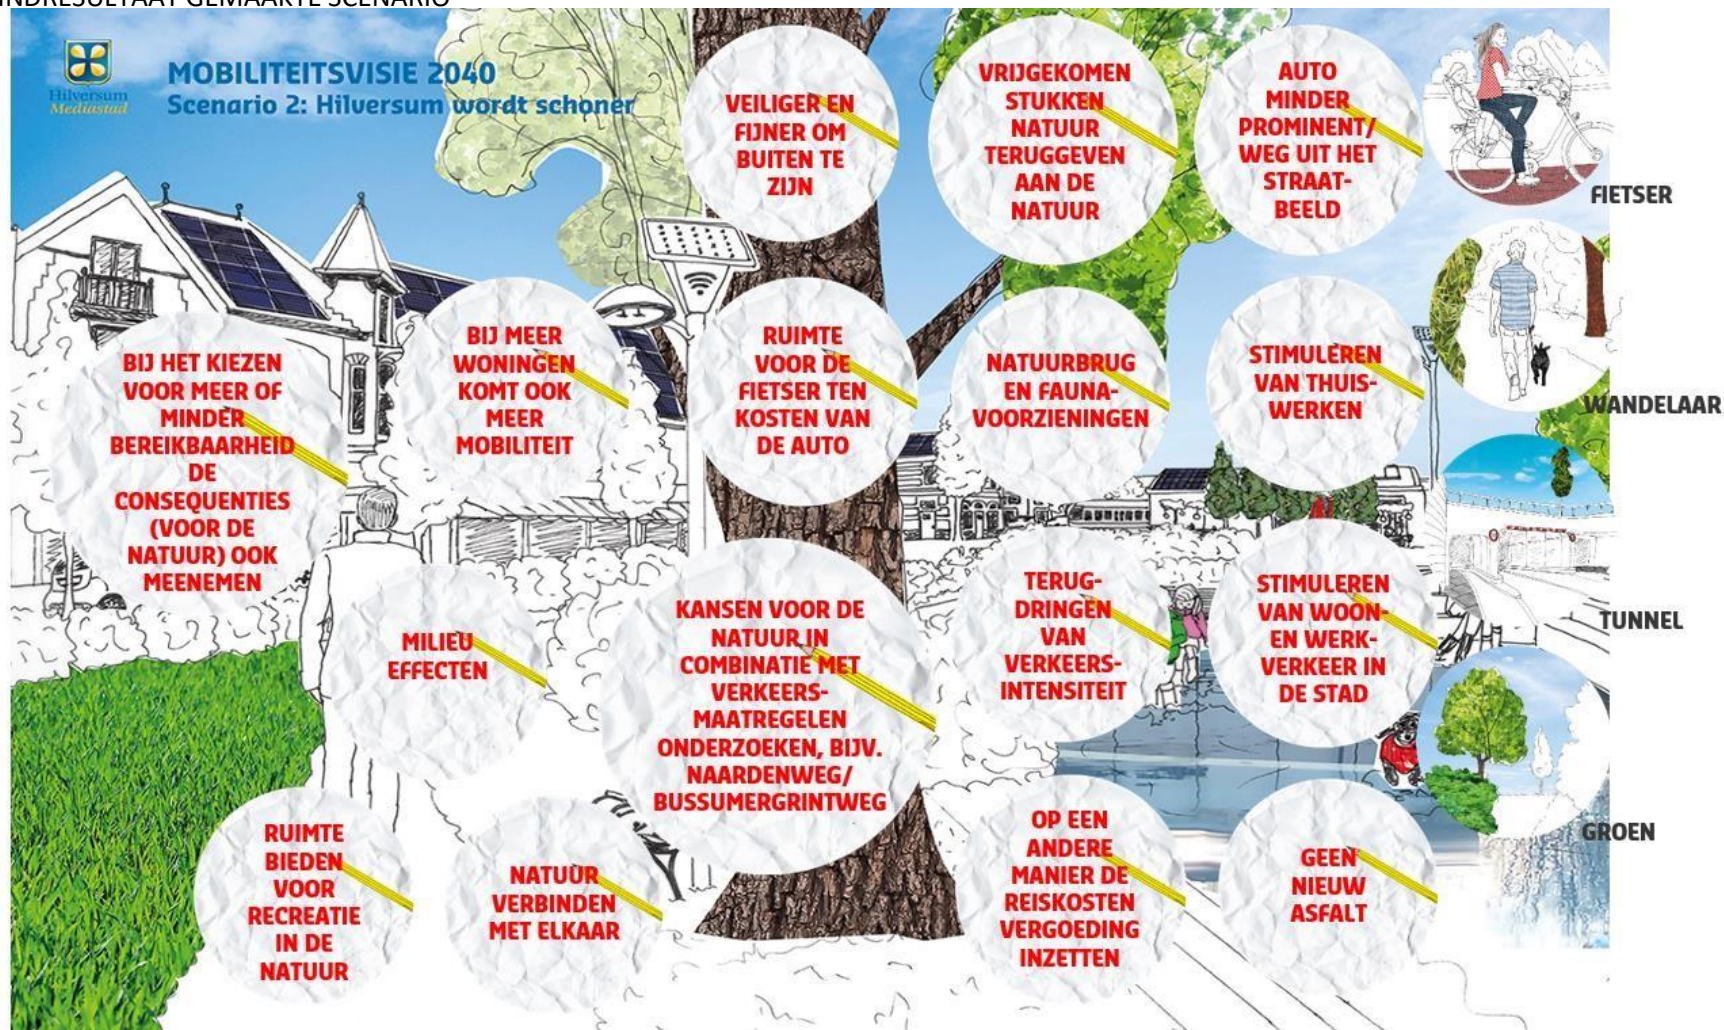 INDRESULTAAT GEMAAKTE SCENARIO
Hilversum
Mediastad
MOBILITEITSVISIE 2040
Scenario 2: Hilversum wordt schoner
VEILIGER EN
FIJNER OM
BUITEN TE
ZIJN
VRIJGEKOMEN
STUKKEN
NATUUR
TERUGGEVEN
AAN DE
NATUUR
AUTO
MINDER
PROMINENT/
WEG UIT HET
STRAAT-
BEELD
FIETSER
BIJ HET KIEZEN
VOOR MEER OF
MINDER
BEREIKBAARHEID
DE
CONSEQUENTIES
(VOOR DE
NATUUR) OOK
MEENEMEN
BIJ MEER
WONINGEN
KOMT OOK
MEER
MOBILITEIT
RUIMTE
VOOR DE
FIETSER TEN
KOSTEN VAN
DE AUTO
NATUURBRUG
EN FAUNA-
VOORZIENINGEN
STIMULEREN
VAN THUIS-
WERKEN
WANDELAAR
MILIEU
EFFECTEN
KANSEN VOOR DE
NATUUR IN
COMBINATIE MET
VERKEERS-
MAATREGELEN
ONDERZOEKEN, BIJV.
NAARDENWEG/
BUSSUMERGRINTWEG
TERUG-
DRINGEN
VAN
VERKEERS-
INTENSITEIT
STIMULEREN
VAN WOON-
EN WERK-
VERKEER IN
DE STAD
TUNNEL
RUIMTE
BIEDEN
VOOR
RECREATIE
IN DE
NATUUR
NATUUR
VERBINDEN
MET ELKAAR
OP EEN
ANDERE
MANIER DE
REISKOSTEN
VERGOEDING
INZETTEN
GEEN
NIEUW
ASFALT
GROEN